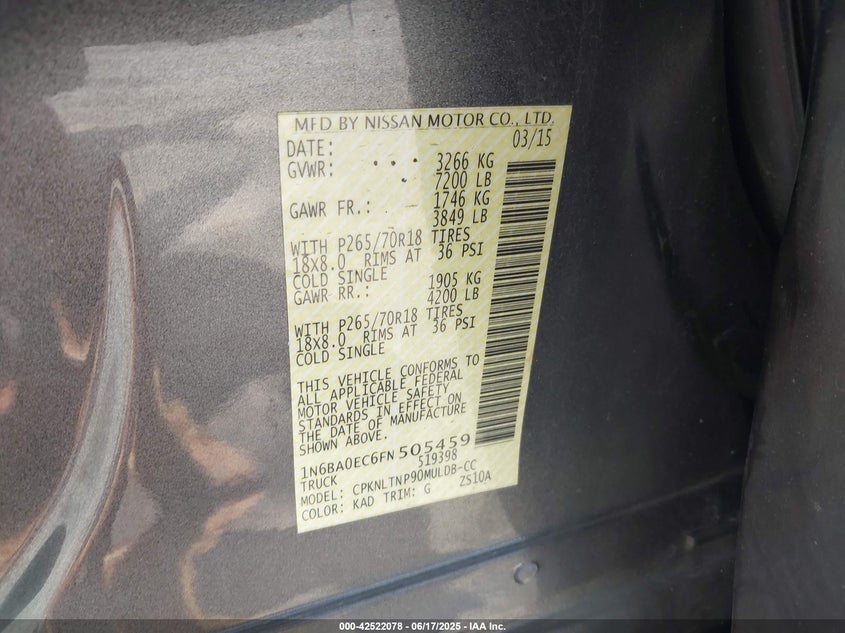 MFD BY NISSAN MOTOR CO., LTD.
DATE: 03/15
GVWR: 3266 KG
7200 LB
GAWR FR.: 1746 KG
3849 LB
WITH P265/70R18 TIRES
18X8.0 RIMS AT 36 PSI
COLD SINGLE
GAWR RR.: 1905 KG
4200 LB
WITH P265/70R18 TIRES
18X8.0 RIMS AT 36 PSI
COLD SINGLE
THIS VEHICLE CONFORMS TO
ALL APPLICABLE FEDERAL
MOTOR VEHICLE SAFETY
STANDARDS IN EFFECT ON
THE DATE OF MANUFACTURE
SHOWN ABOVE.
1N6BA0EC6FN 505459
TRUCK 519398
MODEL: CPKNLTNP90MULDB-CC
COLOR: KAD TRIM: G ZS10A
000-42522078 - 06/17/2025 - IAA Inc.